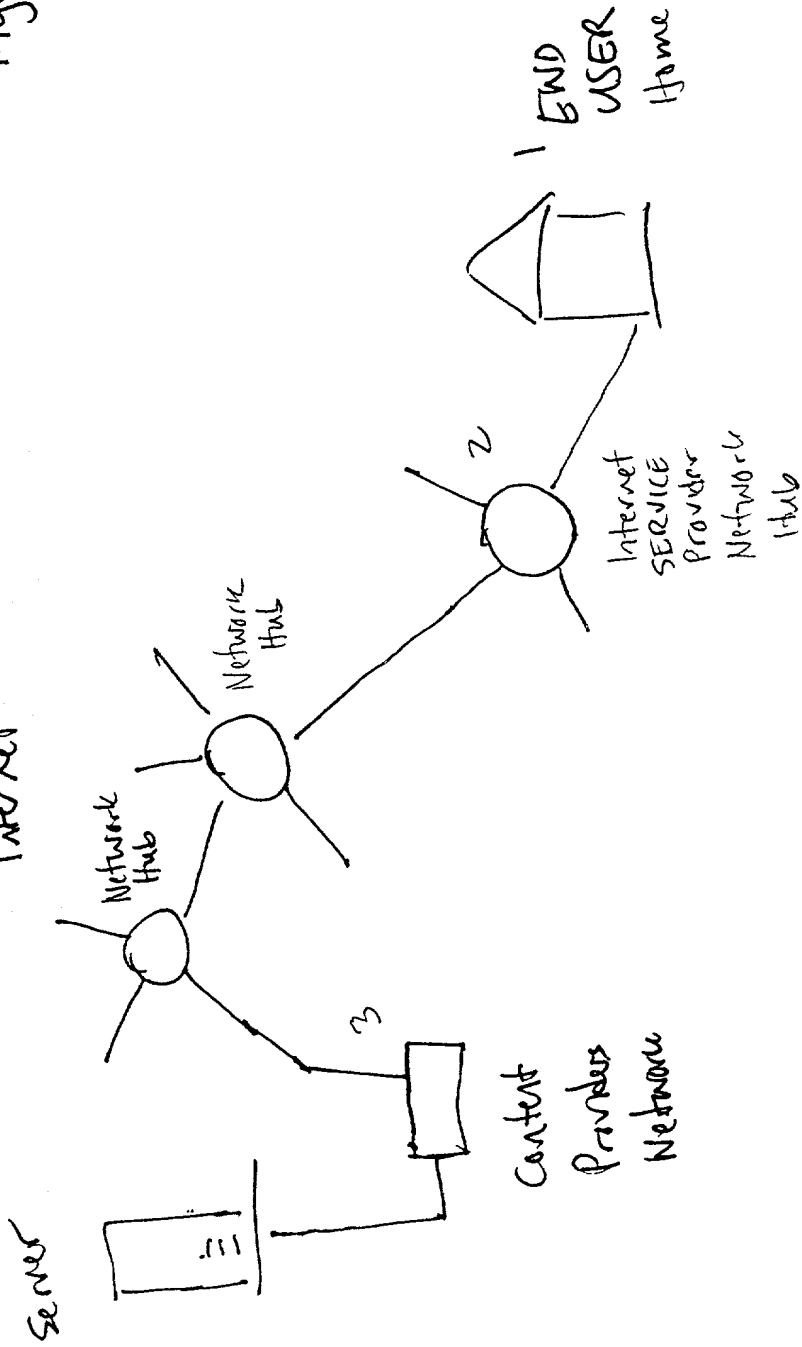 Internet
Server
Network
Hub
Network
Hub
3
2
1
Content
Providers
Network
Internet
SERVICE
Provider
Network
Hub
END
USER
Home